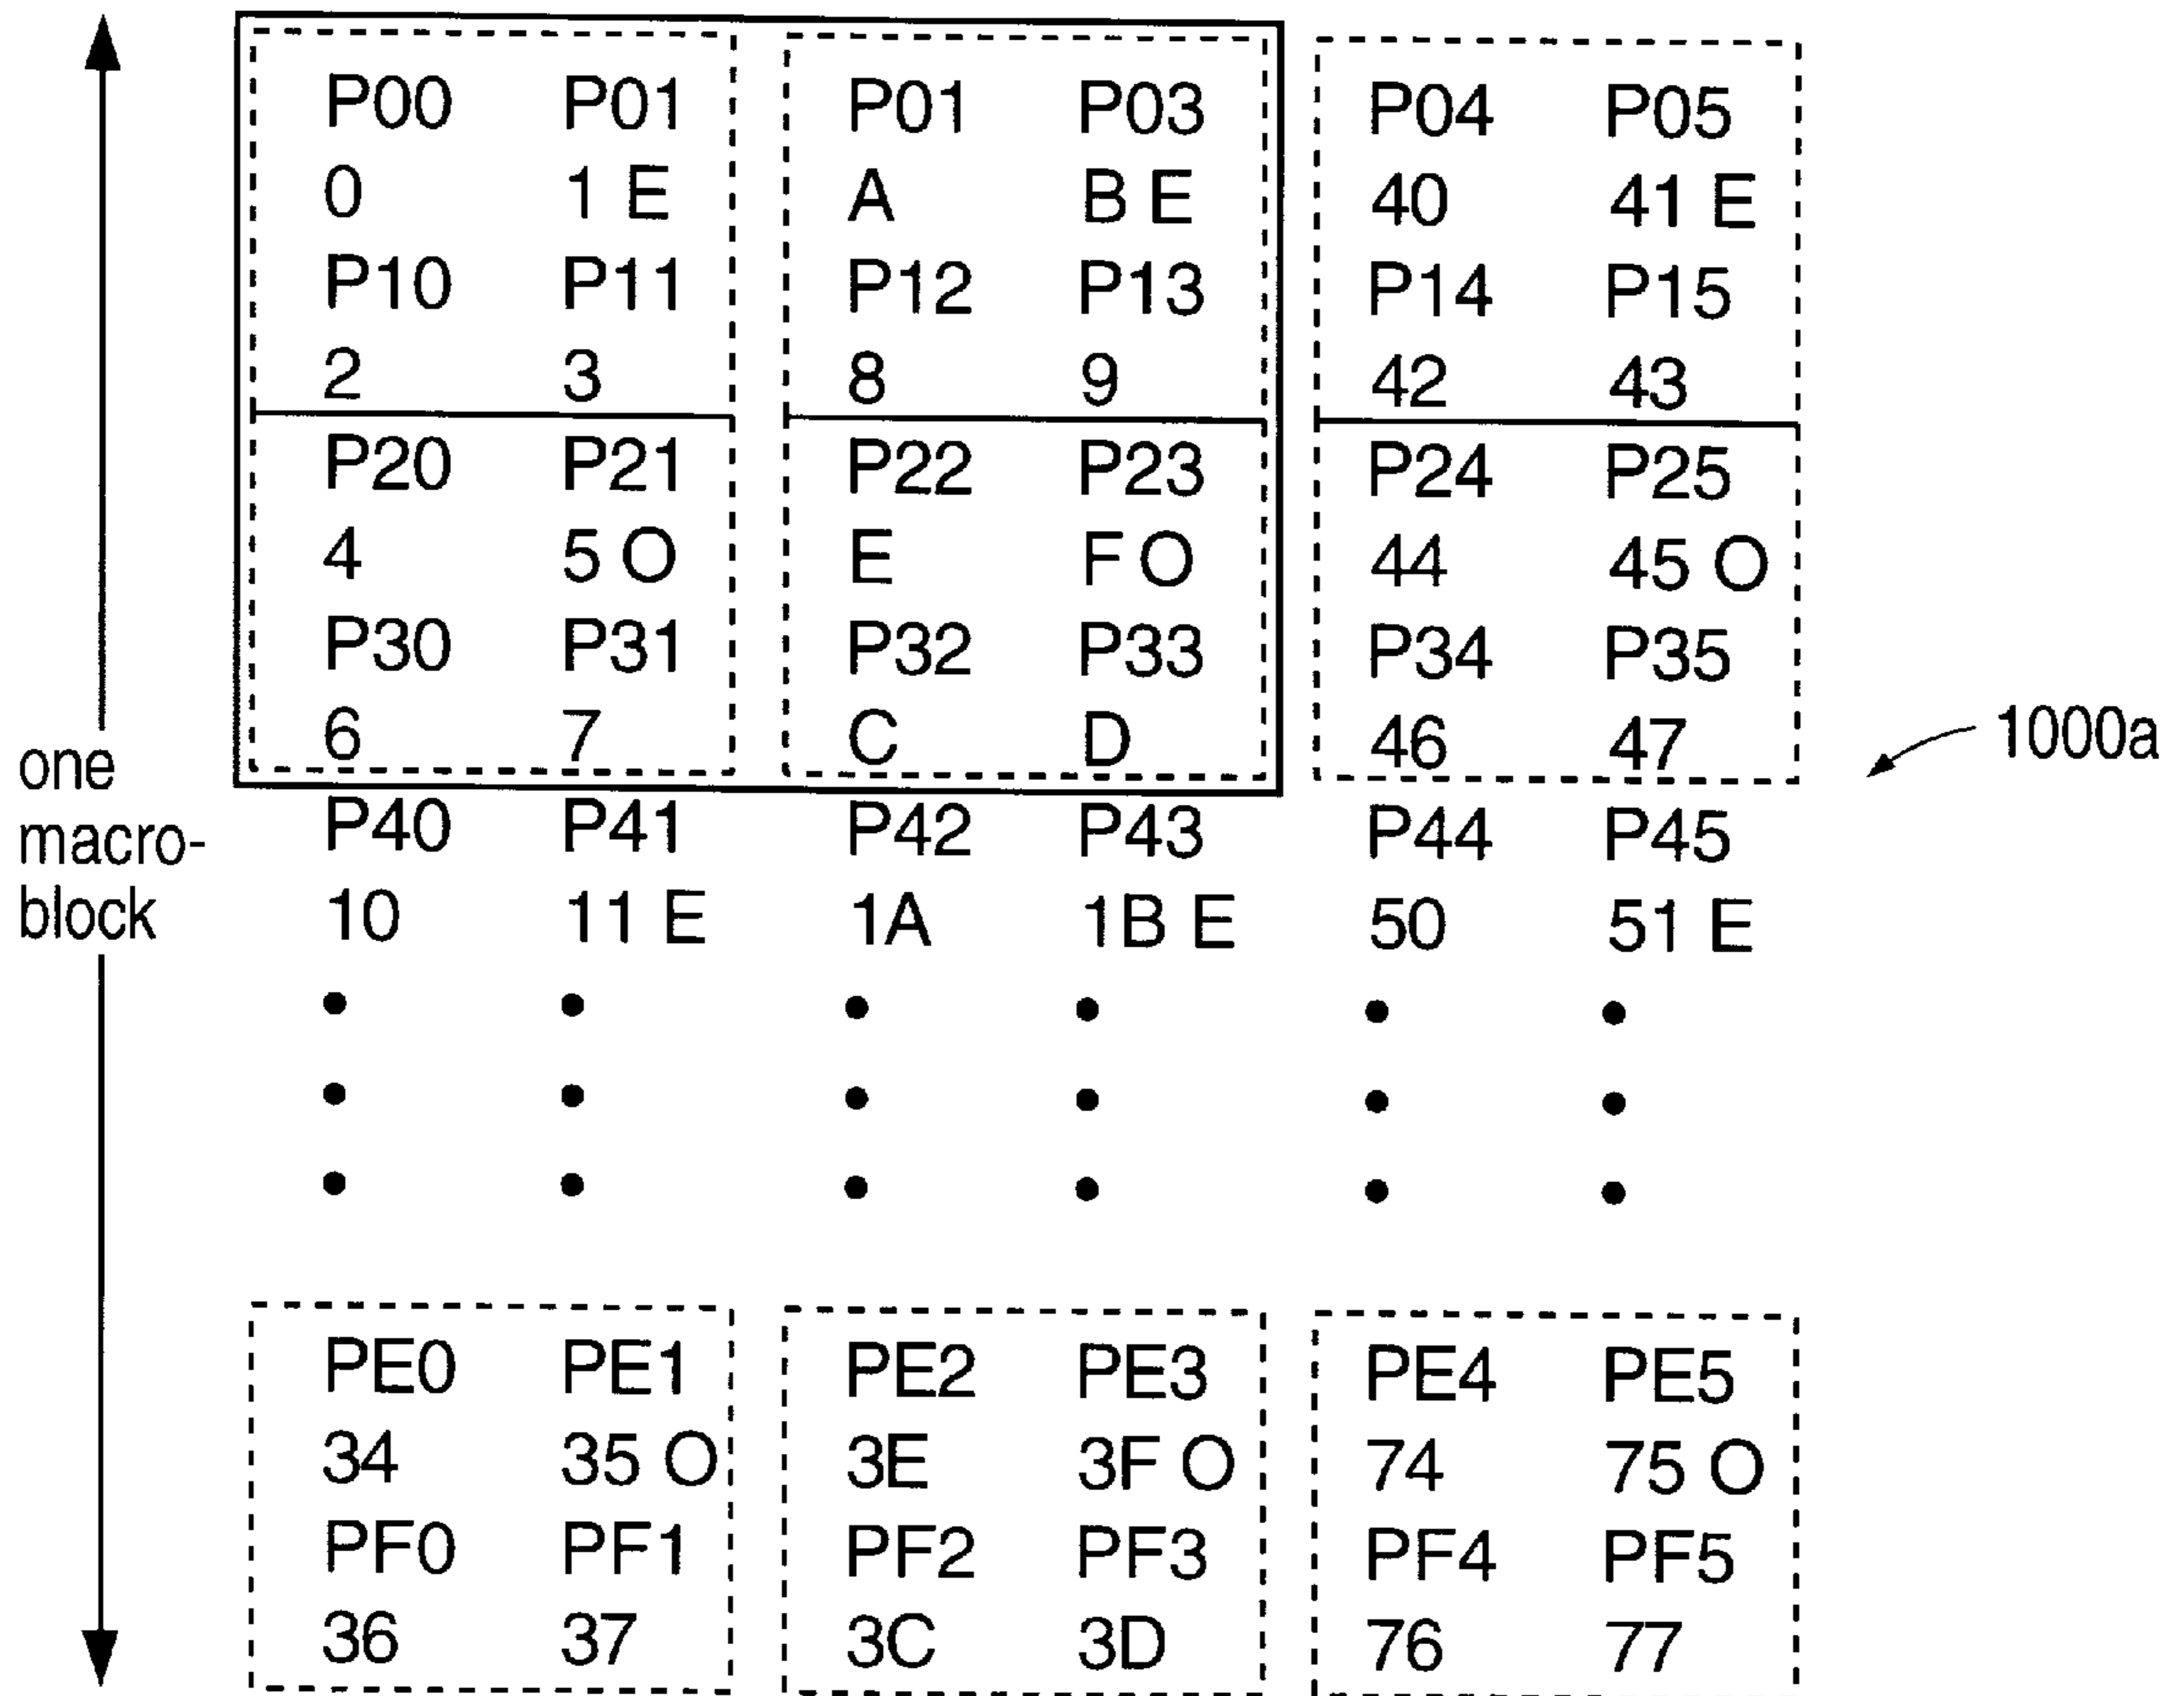 P00 P01 P01 P03 P04 P05
0 1 E A B E 40 41 E
P10 P11 P12 P13 P14 P15
2 3 8 9 42 43
P20 P21 P22 P23 P24 P25
4 5 O E F O 44 45 O
P30 P31 P32 P33 P34 P35
6 7 C D 46 47
1000a
one
macro-
block
P40 P41 P42 P43 P44 P45
10 11 E 1A 1B E 50 51 E
PE0 PE1 PE2 PE3 PE4 PE5
34 35 O 3E 3F O 74 75 O
PF0 PF1 PF2 PF3 PF4 PF5
36 37 3C 3D 76 77